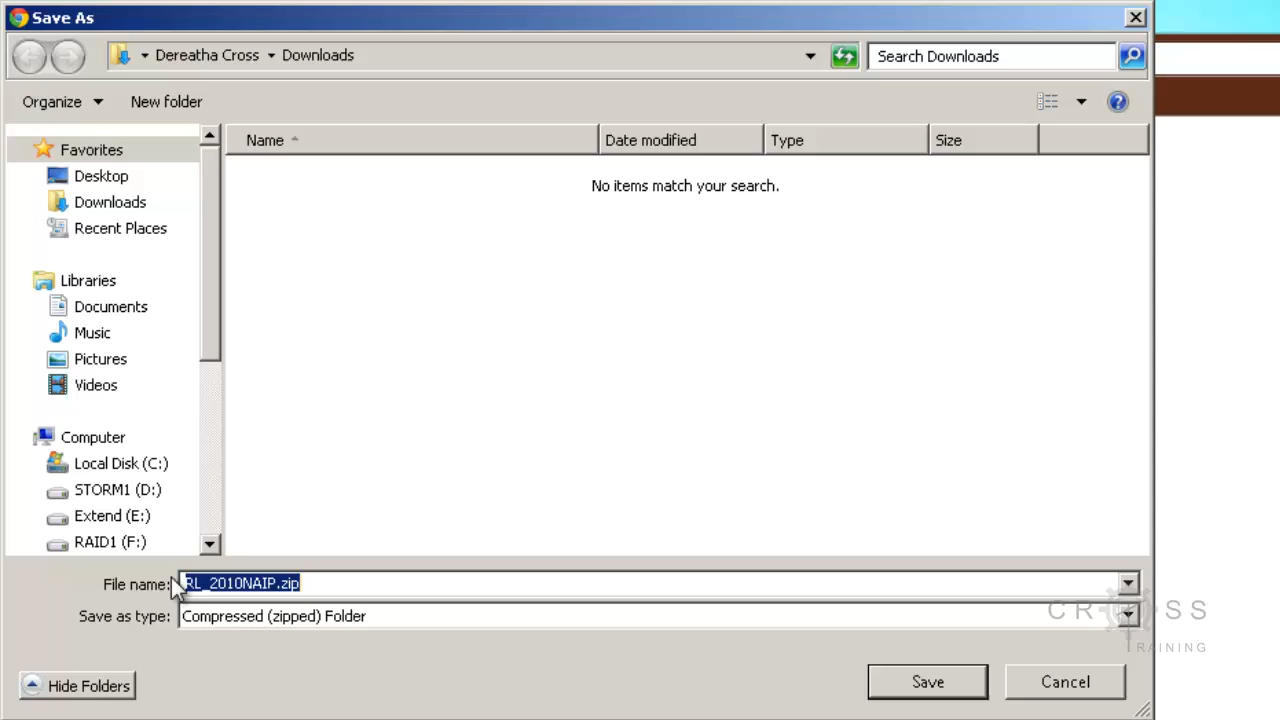 Save As
Dereatha Cross Downloads
Search Downloads
Organize
New folder
Name
Date modified
Type
Size
Favorites
Desktop
Downloads
Recent Places
Libraries
Documents
Music
Pictures
Videos
Computer
Local Disk (C:)
STORM1 (D:)
Extend (E:)
RAID1 (F:)
No items match your search.
File name: RL_2010NAIP.zip
Save as type: Compressed (zipped) Folder
CROSS
TRAINING
Hide Folders
Save
Cancel